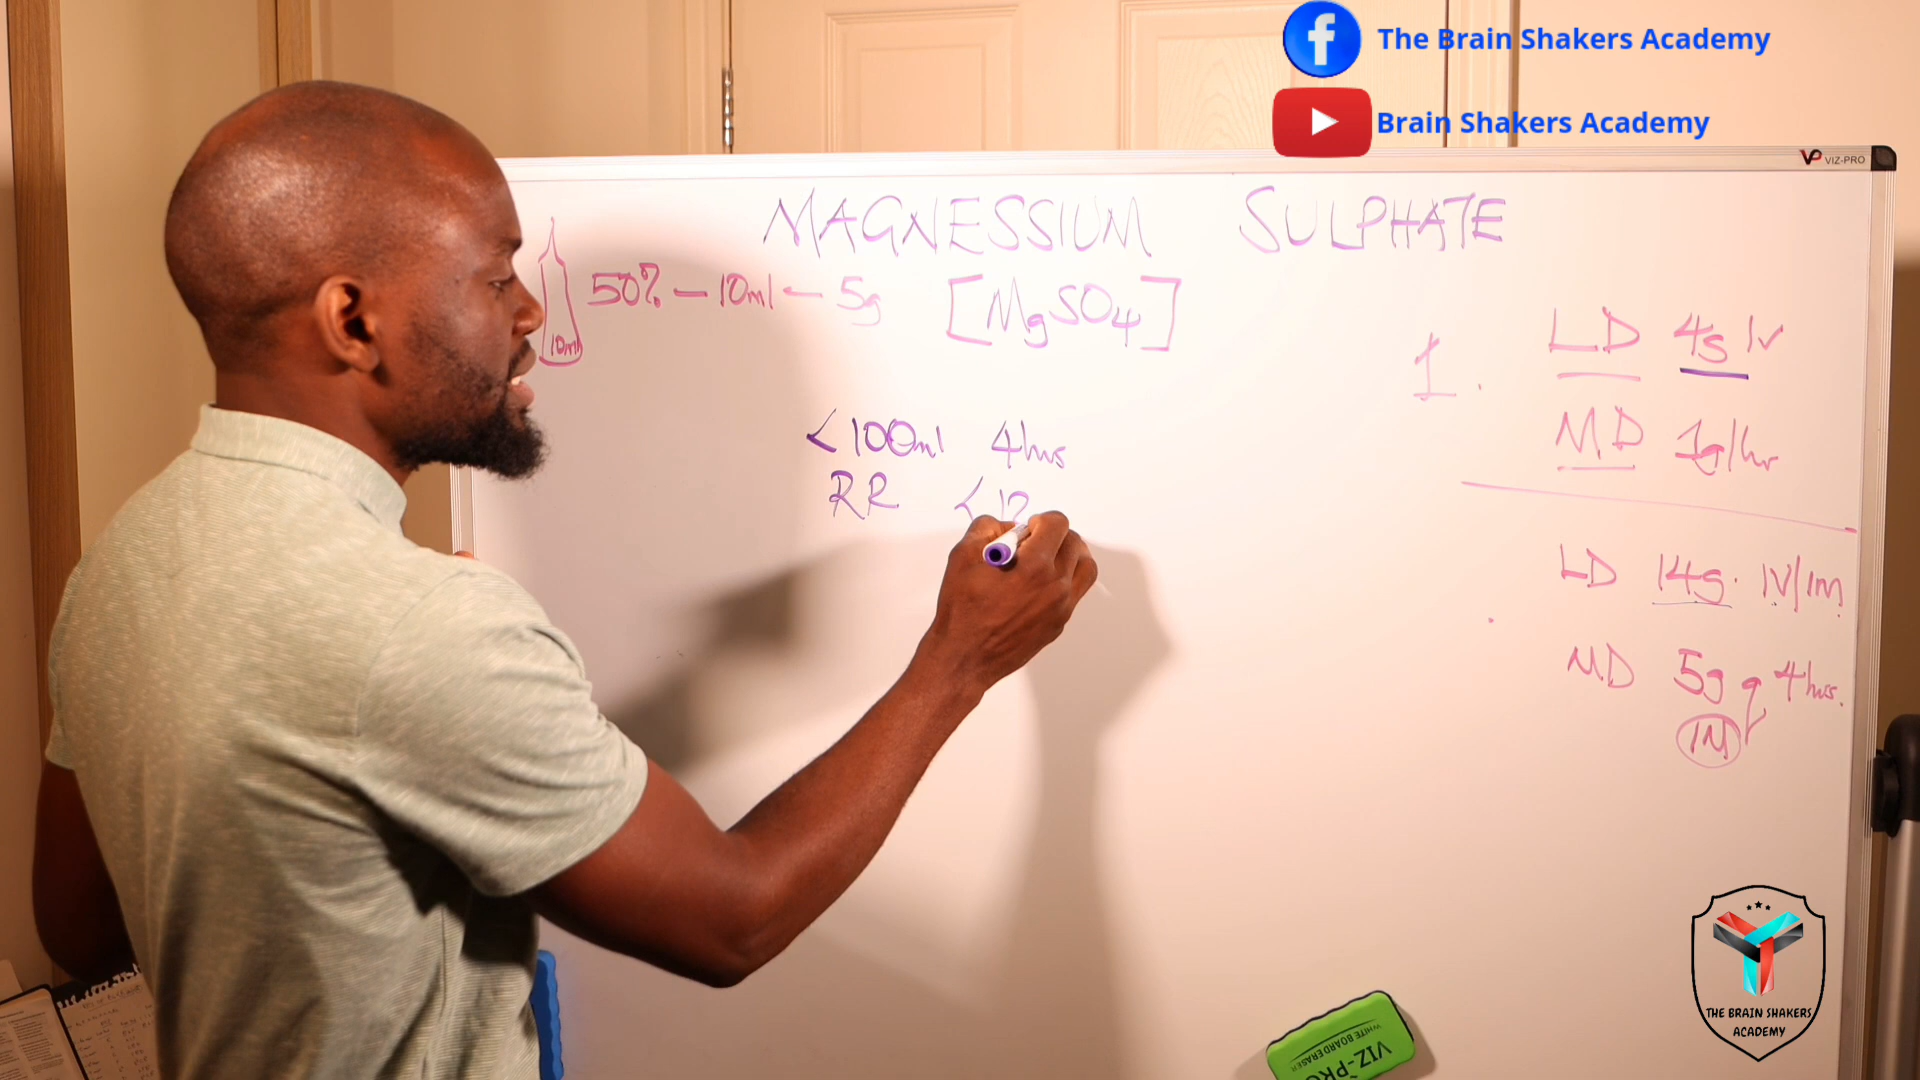 The Brain Shakers Academy
Brain Shakers Academy
VP VIZ-PRO
MAGNESSIUM SULPHATE
50% - 10ml - 5g [MgSO4]
10ml
1. LD 4g IV
MD 1g/hr
<100ml 4hrs
RR <12
LD 14g. IV/IM
MD 5g q 4hrs.
IM
WHITE BOARD ERASER
VIZ-PRO
THE BRAIN SHAKERS
ACADEMY